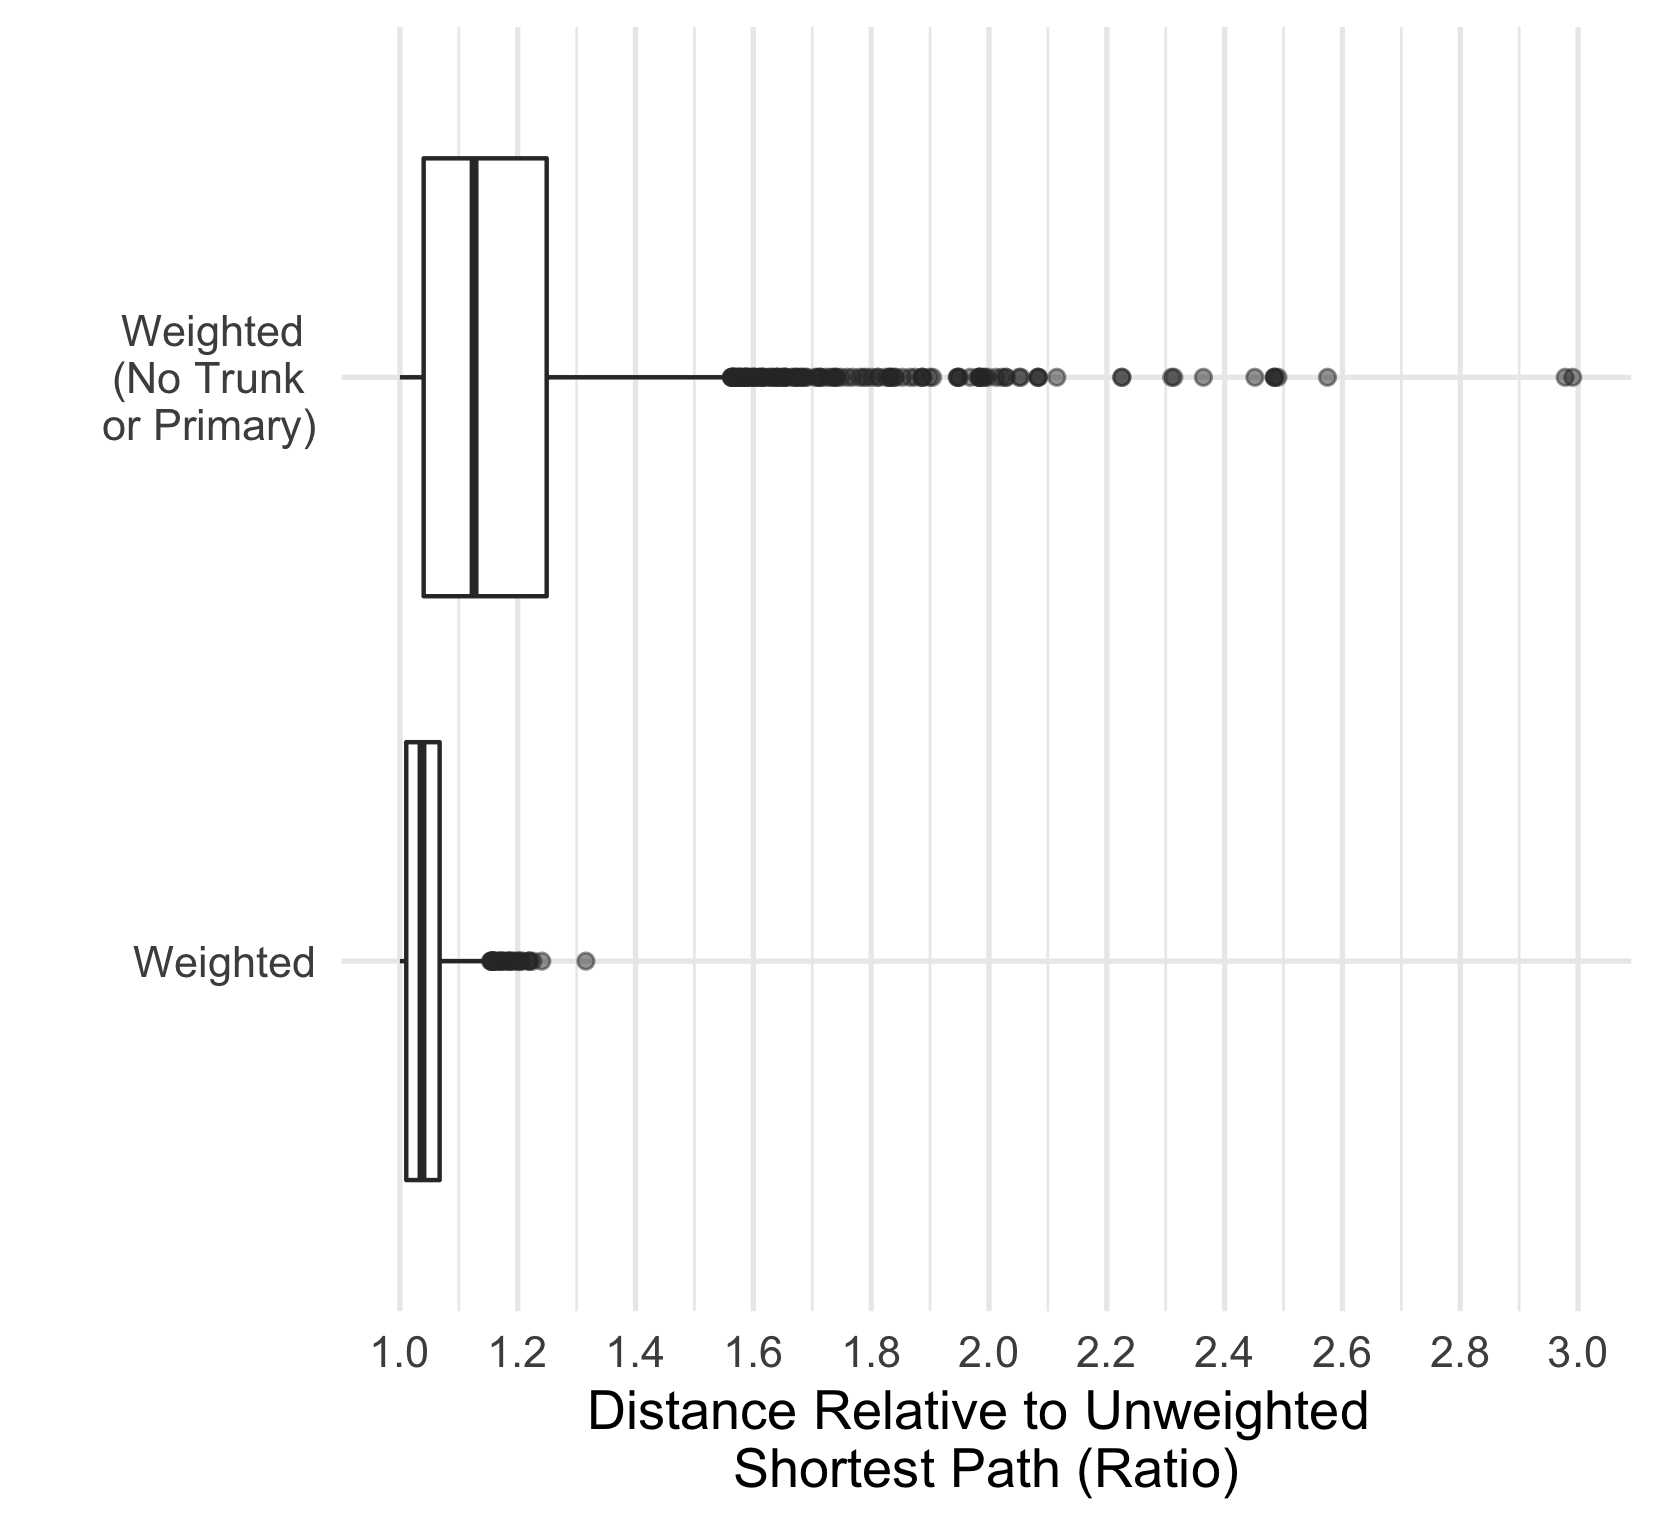 Weighted
(No Trunk
or Primary)
Weighted
1.0 1.2 1.4 1.6 1.8 2.0 2.2 2.4 2.6 2.8 3.0
Distance Relative to Unweighted
Shortest Path (Ratio)